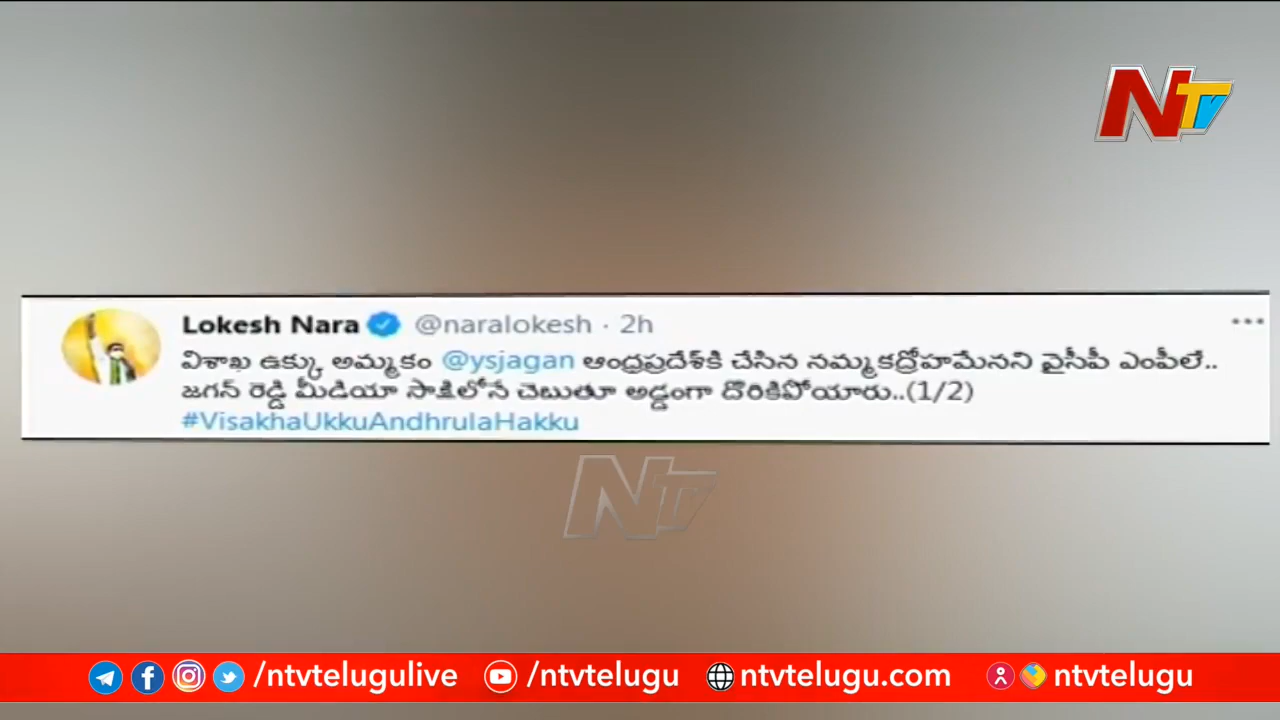 NTV
Lokesh Nara @naralokesh · 2h
విశాఖ ఉక్కు అమ్మకం @ysjagan ఆంధ్రప్రదేశ్‌కి చేసిన నమ్మకద్రోహమేనని వైసీపీ ఎంపీలే..
జగన్ రెడ్డి మీడియా సాక్షిలోనే చెబుతూ అడ్డంగా దొరికిపోయారు..(1/2)
#VisakhaUkkuAndhrulaHakku
NTV
/ntvtelugulive /ntvtelugu ntvtelugu.com ntvtelugu